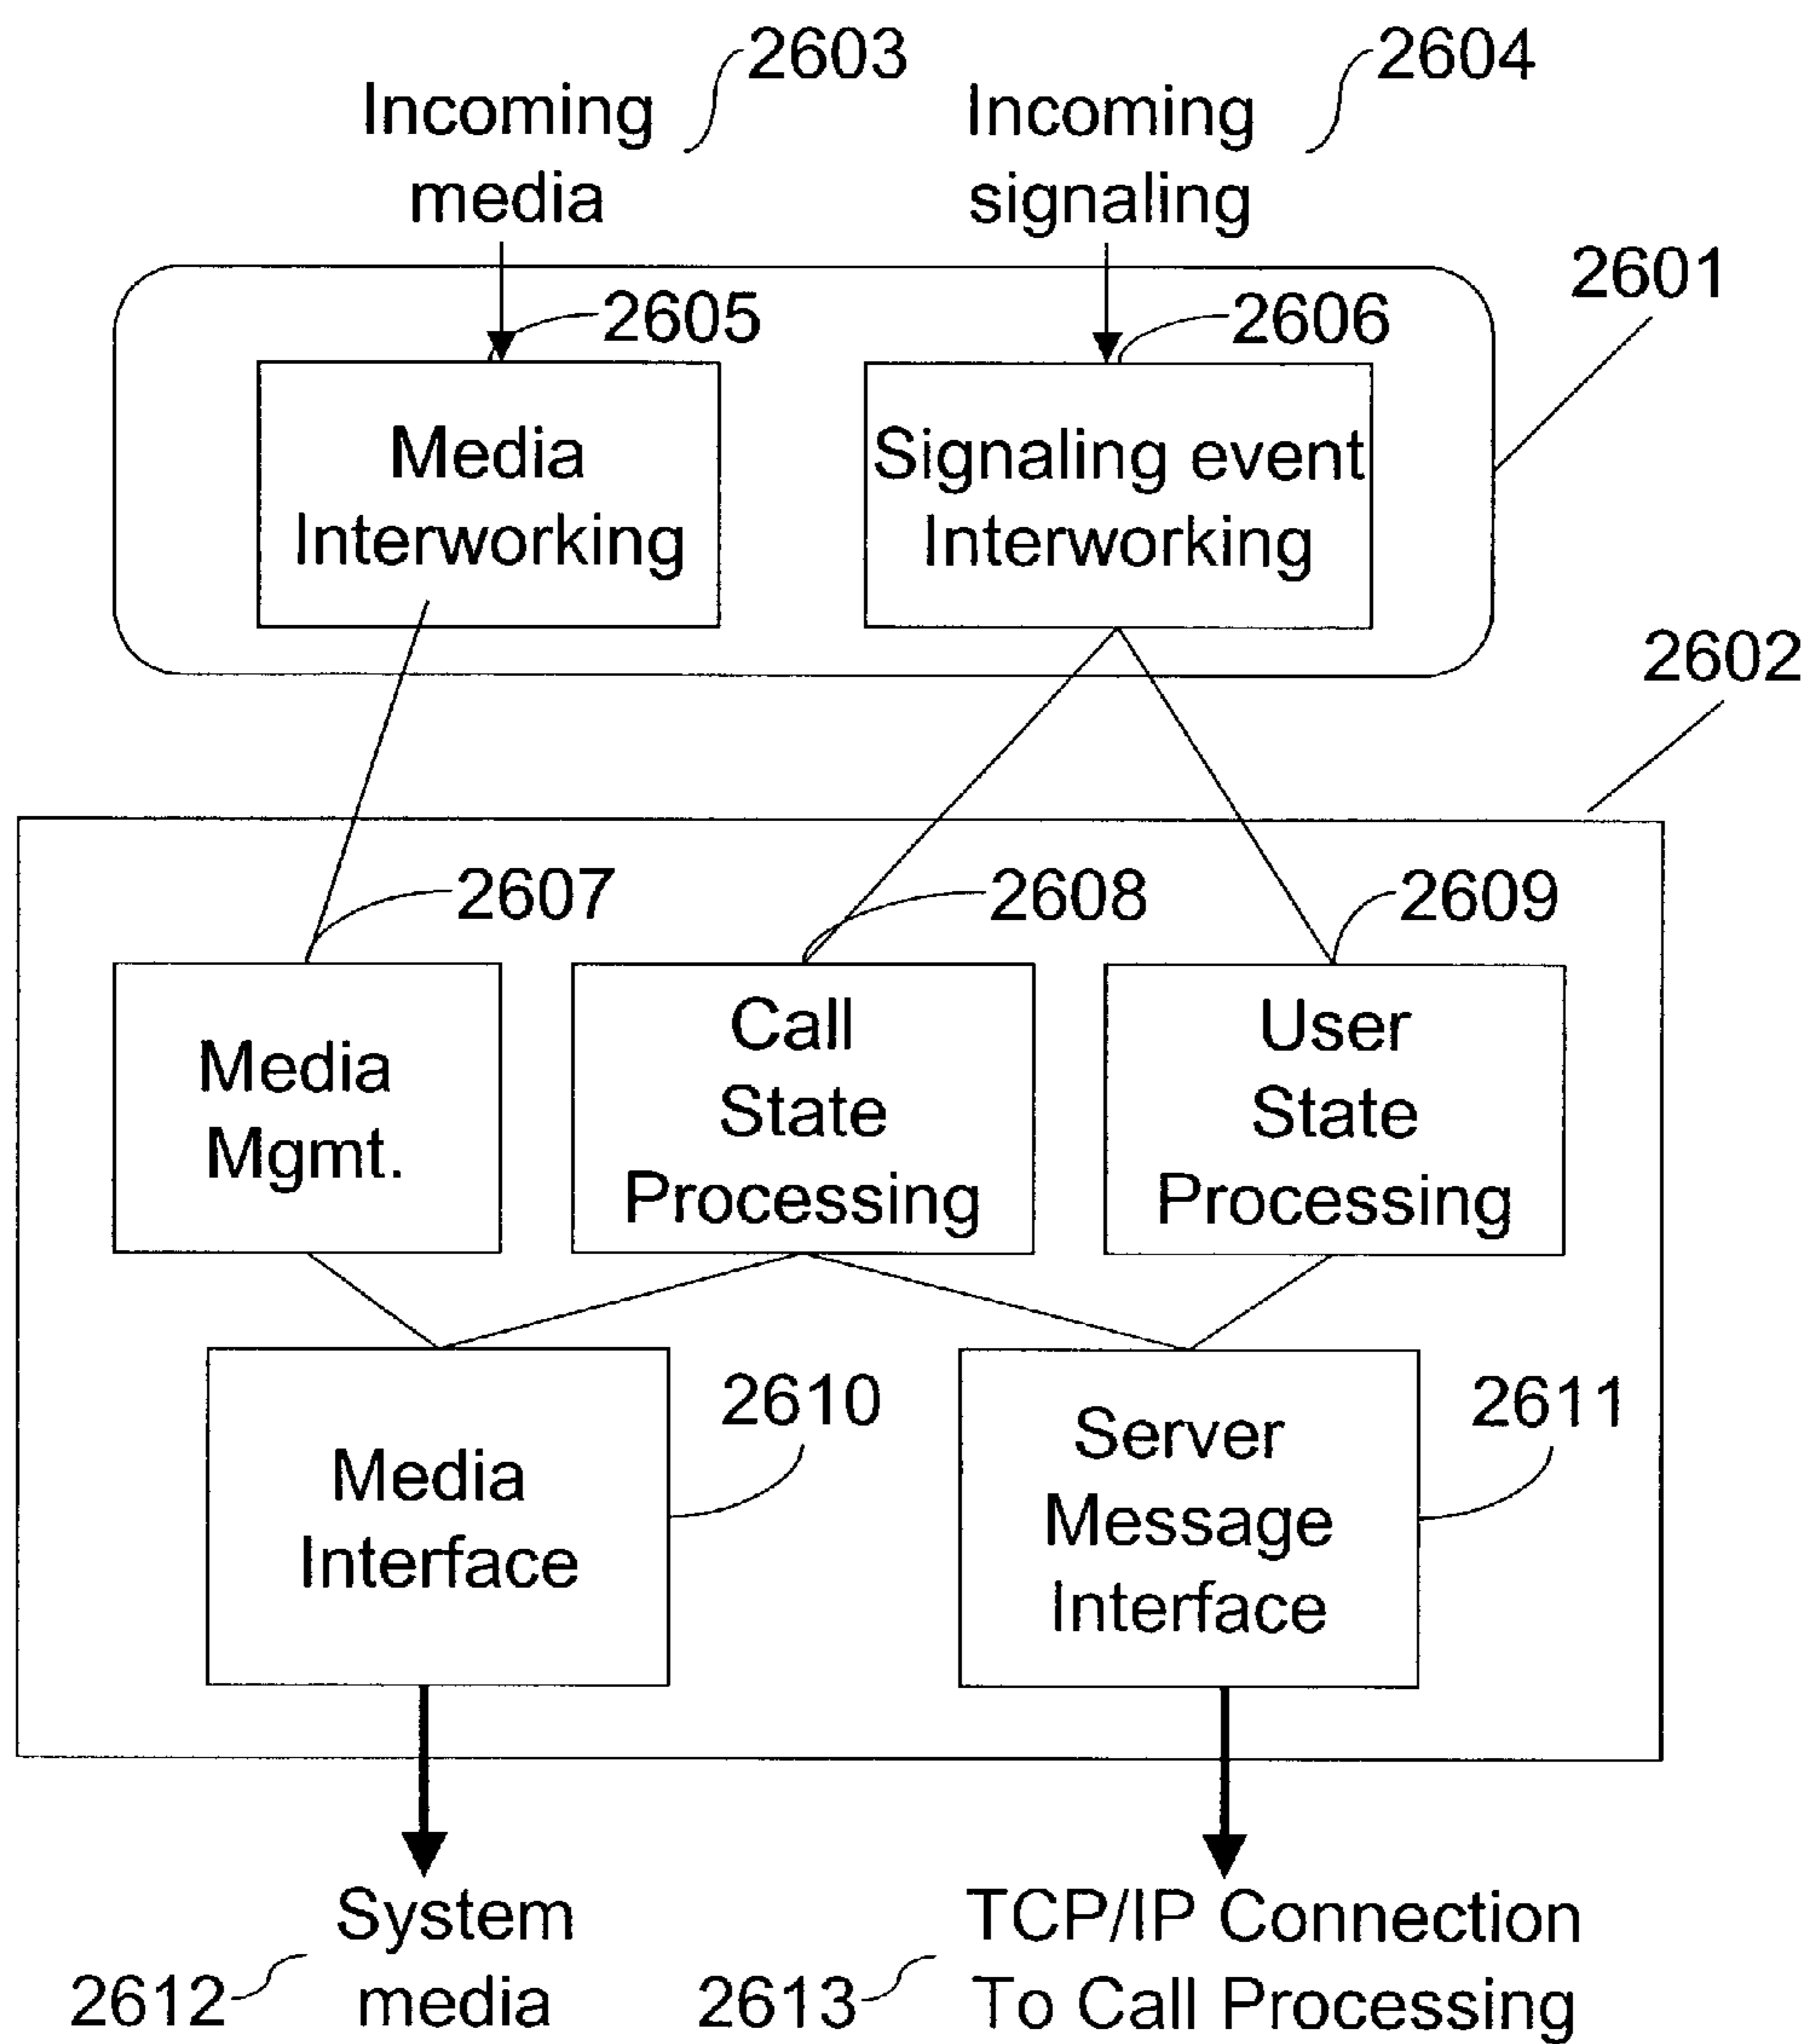 2603
2604
Incoming
media
Incoming
signaling
2601
2605
2606
Media
Interworking
Signaling event
Interworking
2602
2607
2608
2609
Media
Mgmt.
Call
State
Processing
User
State
Processing
2610
2611
Media
Interface
Server
Message
Interface
System
media
2612
TCP/IP Connection
To Call Processing
2613